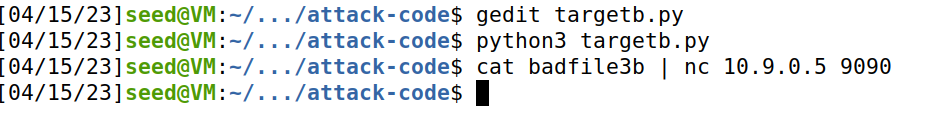 [04/15/23]seed@VM:~/.../attack-code$ gedit targetb.py
[04/15/23]seed@VM:~/.../attack-code$ python3 targetb.py
[04/15/23]seed@VM:~/.../attack-code$ cat badfile3b | nc 10.9.0.5 9090
[04/15/23]seed@VM:~/.../attack-code$